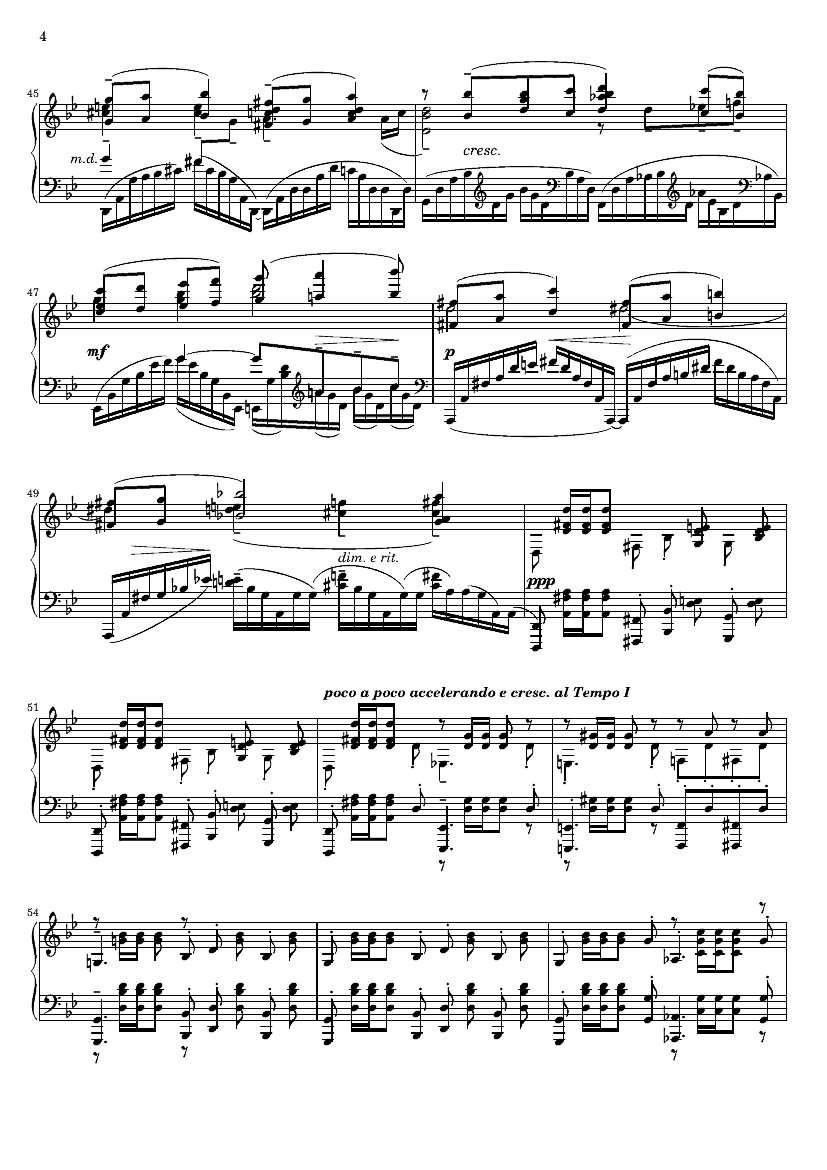 4
45
m.d.
cresc.
47
mf
p
49
dim. e rit.
ppp
poco a poco accelerando e cresc. al Tempo I
51
54